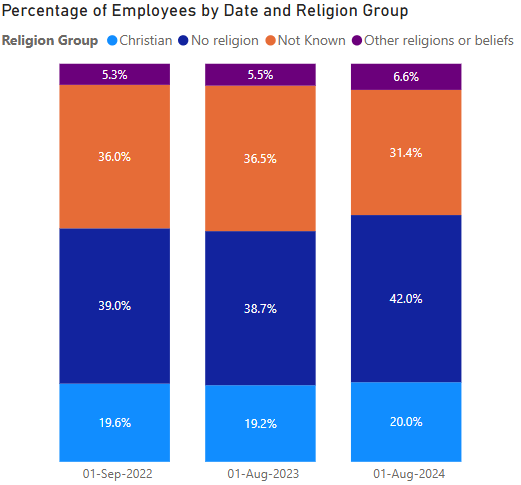 Percentage of Employees by Date and Religion Group
Religion Group Christian No religion Not Known Other religions or beliefs
5.3% 5.5% 6.6%
36.0% 36.5% 31.4%
39.0% 38.7% 42.0%
19.6% 19.2% 20.0%
01-Sep-2022 01-Aug-2023 01-Aug-2024